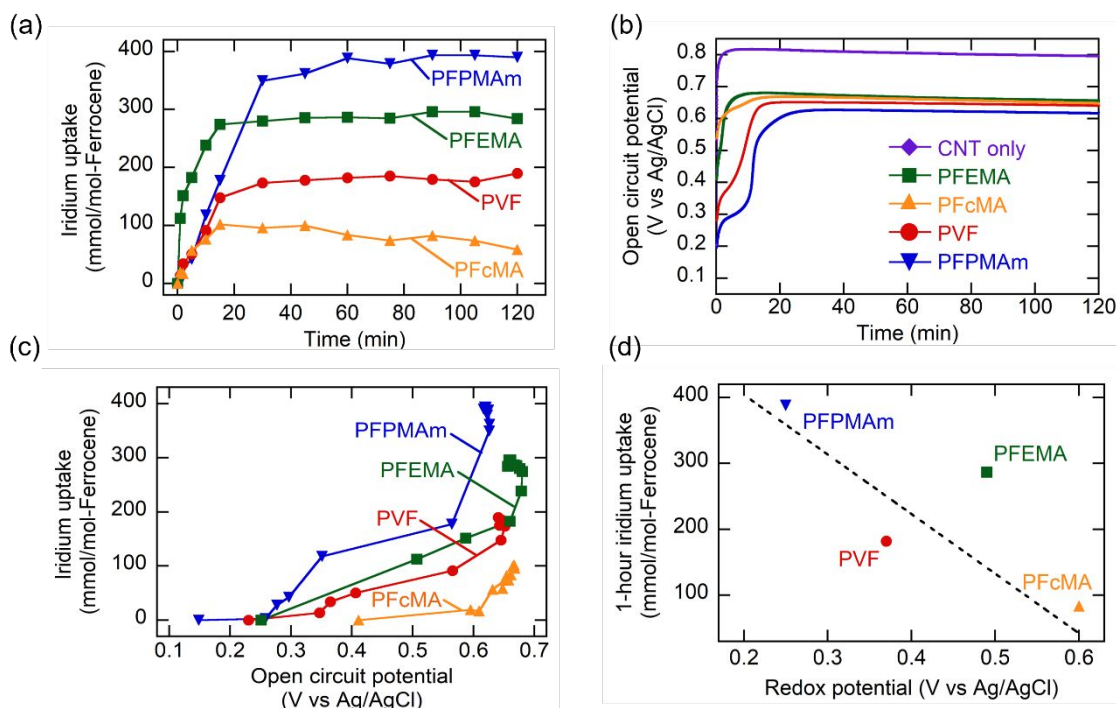 (a)
Iridium uptake
(mmol/mol-Ferrocene)
400
300
200
100
0
PFPMAm
PFEMA
PVF
PFcMA
0 20 40 60 80 100 120
Time (min)
(b)
Open circuit potential
(V vs Ag/AgCl)
0.8
0.7
0.6
0.5
0.4
0.3
0.2
0.1
CNT only
PFEMA
PFcMA
PVF
PFPMAm
0 20 40 60 80 100 120
Time (min)
(c)
Iridium uptake
(mmol/mol-Ferrocene)
400
300
200
100
0
PFPMAm
PFEMA
PVF
PFcMA
0.1 0.2 0.3 0.4 0.5 0.6 0.7
Open circuit potential
(V vs Ag/AgCl)
(d)
1-hour iridium uptake
(mmol/mol-Ferrocene)
400
300
200
100
PFPMAm
PFEMA
PVF
PFcMA
0.2 0.3 0.4 0.5 0.6
Redox potential (V vs Ag/AgCl)